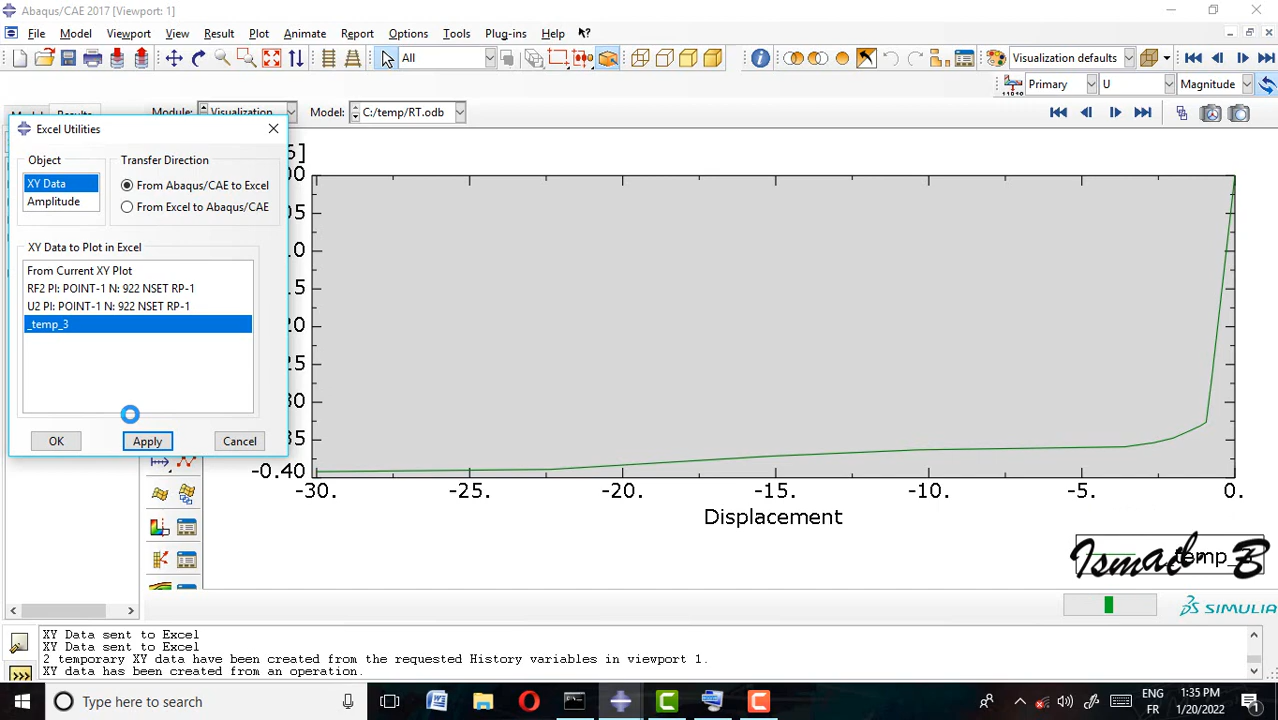 Abaqus/CAE 2017 [Viewport: 1]
File Model Viewport View Result Plot Animate Report Options Tools Plug-ins Help
All Visualization defaults
Primary U Magnitude
Module: Visualization Model: C:/temp/RT.odb
Excel Utilities
Object Transfer Direction
XY Data From Abaqus/CAE to Excel
Amplitude From Excel to Abaqus/CAE
XY Data to Plot in Excel
From Current XY Plot
RF2 PI: POINT-1 N: 922 NSET RP-1
U2 PI: POINT-1 N: 922 NSET RP-1
_temp_3
OK Apply Cancel
-0.40
-30. -25. -20. -15. -10. -5. 0.
Displacement
Ismail B
SIMULIA
XY Data sent to Excel
XY Data sent to Excel
2 temporary XY data have been created from the requested History variables in viewport 1.
XY data has been created from an operation.
Type here to search
ENG 1:35 PM
FR 1/20/2022